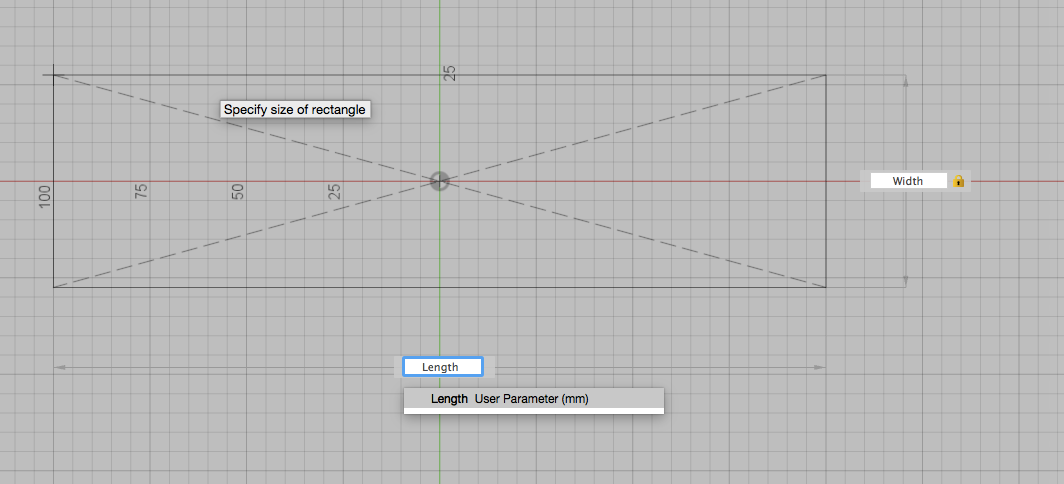 25
Specify size of rectangle
100
75
50
25
Width
Length
Length User Parameter (mm)